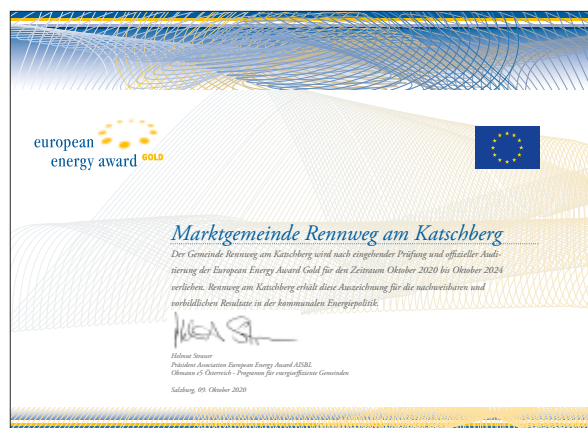 european
energy award GOLD
Marktgemeinde Rennweg am Katschberg
Der Gemeinde Rennweg am Katschberg wird nach eingehender Prüfung und offizieller Audi-
tierung der European Energy Award Gold für den Zeitraum Oktober 2020 bis Oktober 2024
verliehen. Rennweg am Katschberg erhält diese Auszeichnung für die nachweisbaren und
vorbildlichen Resultate in der kommunalen Energiepolitik.
Helmut Strasser
Präsident Association European Energy Award AISBL
Obmann e5 Österreich - Programm für energieeffiziente Gemeinden
Salzburg, 09. Oktober 2020